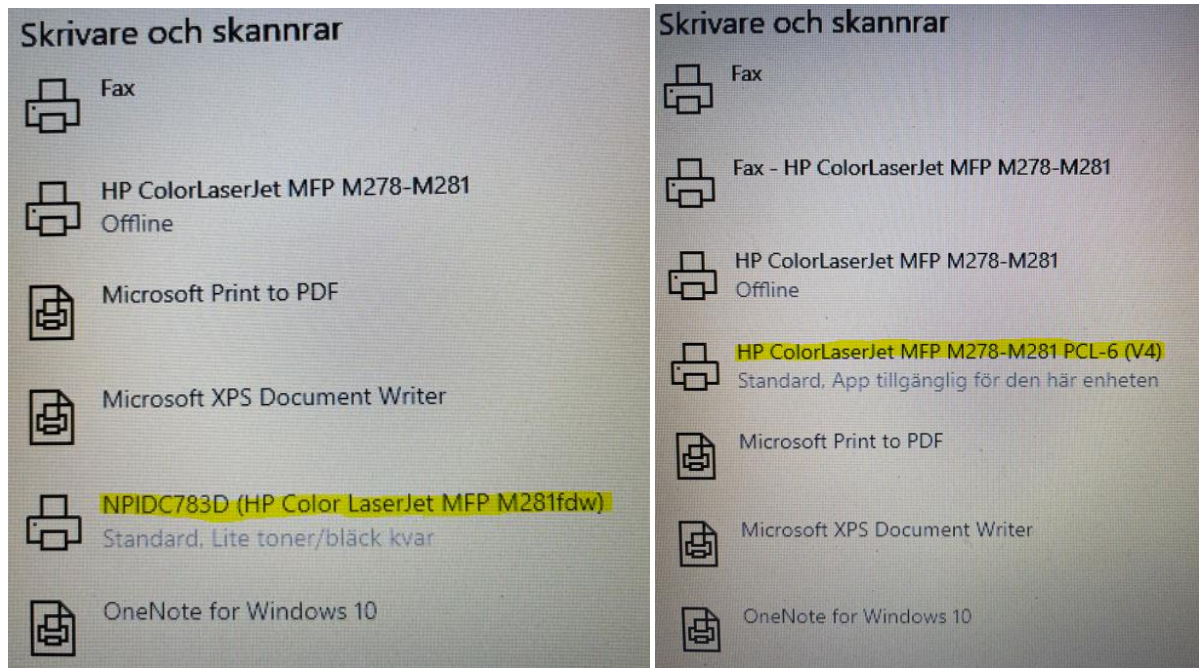 Skrivare och skannrar
Fax
HP ColorLaserJet MFP M278-M281
Offline
Microsoft Print to PDF
Microsoft XPS Document Writer
NPIDC783D (HP Color LaserJet MFP M281fdw)
Standard, Lite toner/bläck kvar
OneNote for Windows 10
Skrivare och skannrar
Fax
Fax - HP ColorLaserJet MFP M278-M281
HP ColorLaserJet MFP M278-M281
Offline
HP ColorLaserJet MFP M278-M281 PCL-6 (V4)
Standard, App tillgänglig för den här enheten
Microsoft Print to PDF
Microsoft XPS Document Writer
OneNote for Windows 10